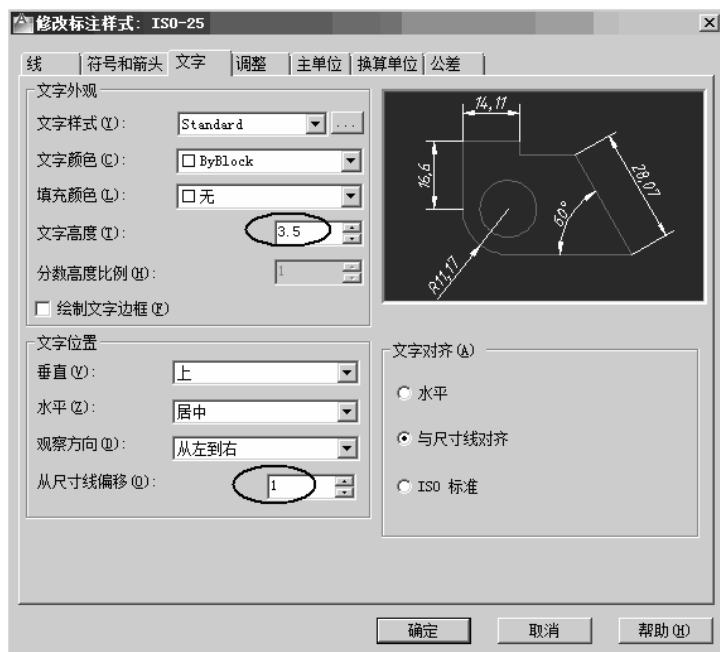 修改标注样式: ISO-25
线 符号和箭头 文字 调整 主单位 换算单位 公差
文字外观
文字样式(Y): Standard ...
文字颜色(C): ByBlock
填充颜色(L): 无
文字高度(T): 3.5
分数高度比例(H): 1
绘制文字边框(F)
14,11
16,6
28,07
60°
R11,17
文字位置
垂直(V): 上
水平(Z): 居中
观察方向(D): 从左到右
从尺寸线偏移(O): 1
文字对齐(A)
水平
与尺寸线对齐
ISO 标准
确定 取消 帮助(H)